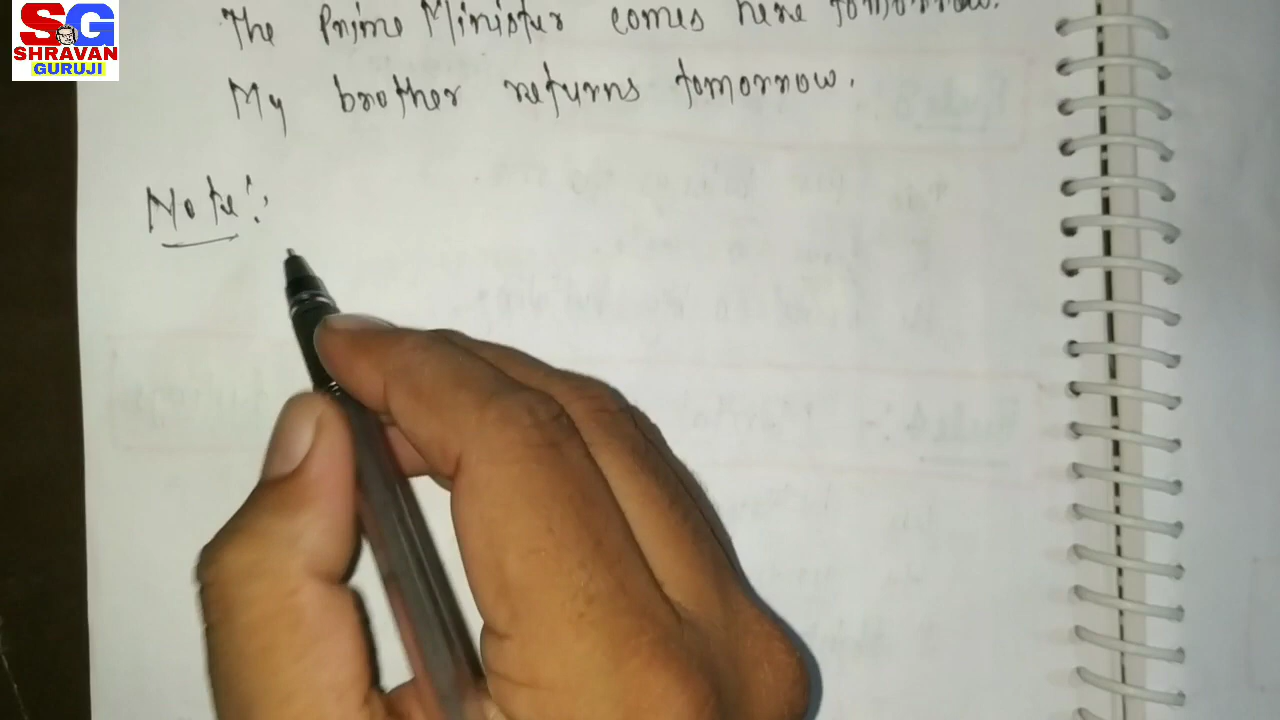 SG
SHRAVAN
GURUJI
The Prime Minister comes here tomorrow.
My brother returns tomorrow.
Note: